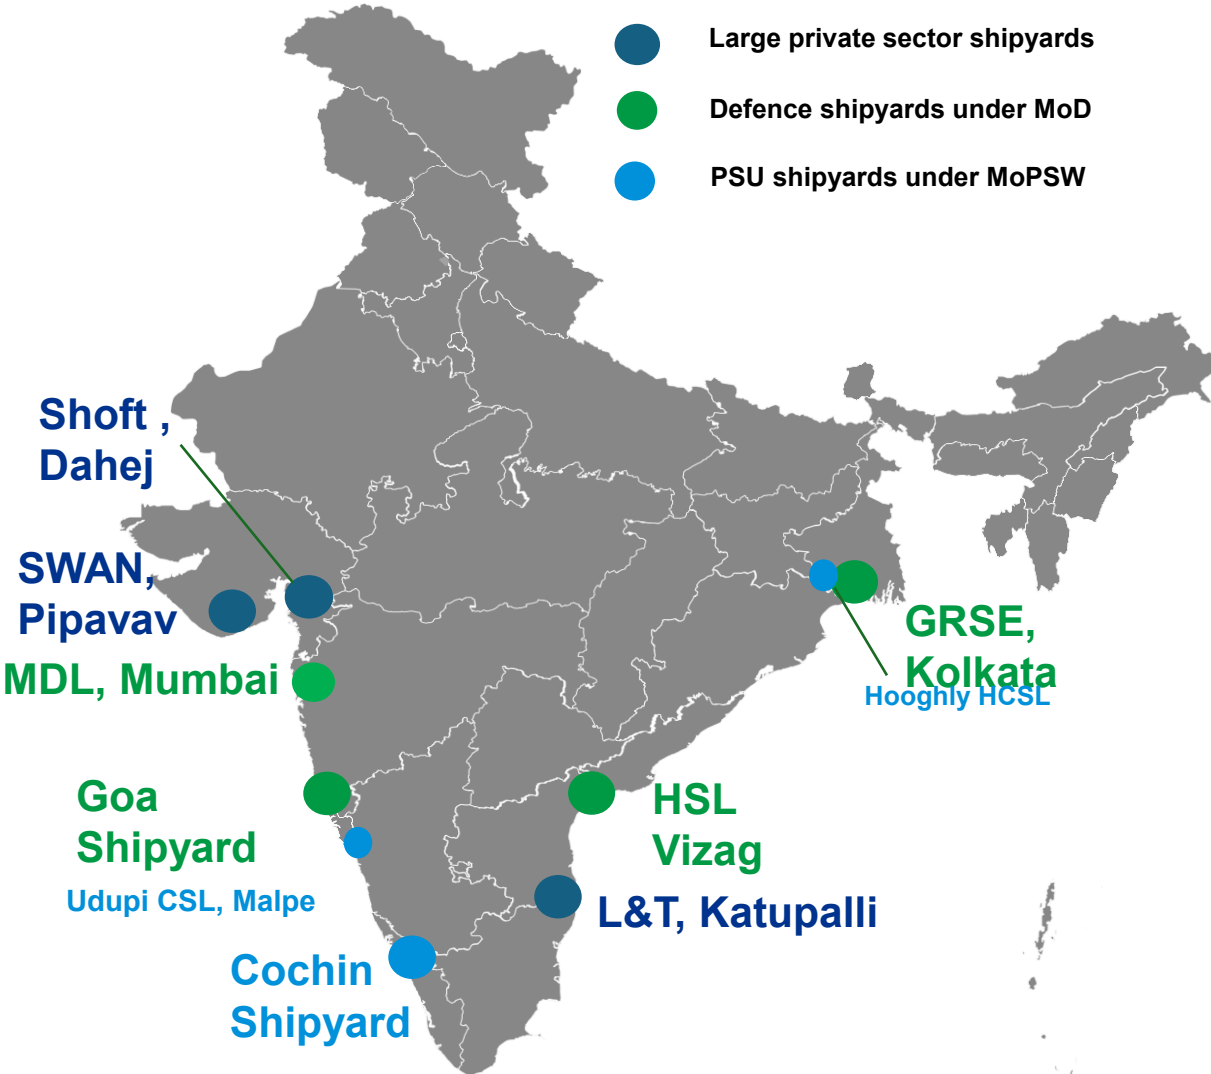 Large private sector shipyards
Defence shipyards under MoD
PSU shipyards under MoPSW
Shoft ,
Dahej
SWAN,
Pipavav
MDL, Mumbai
GRSE,
Kolkata
Hooghly HCSL
Goa
Shipyard
HSL
Vizag
Udupi CSL, Malpe
L&T, Katupalli
Cochin
Shipyard